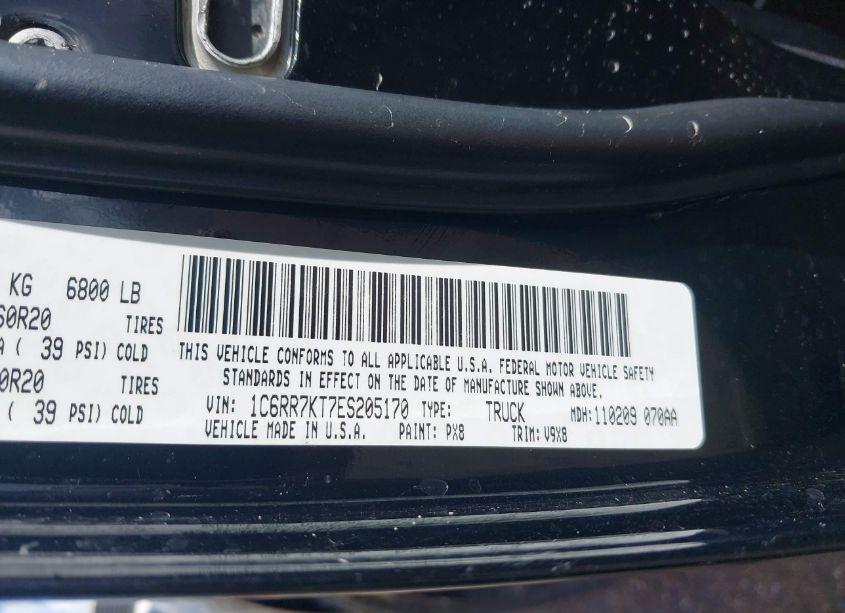 KG 6800 LB
60R20 TIRES
( 39 PSI) COLD
0R20 TIRES
( 39 PSI) COLD
THIS VEHICLE CONFORMS TO ALL APPLICABLE U.S.A. FEDERAL MOTOR VEHICLE SAFETY
STANDARDS IN EFFECT ON THE DATE OF MANUFACTURE SHOWN ABOVE.
VIN: 1C6RR7KT7ES205170 TYPE: TRUCK MDH:110209 070AA
VEHICLE MADE IN U.S.A. PAINT: PX8 TRIM: V9X8